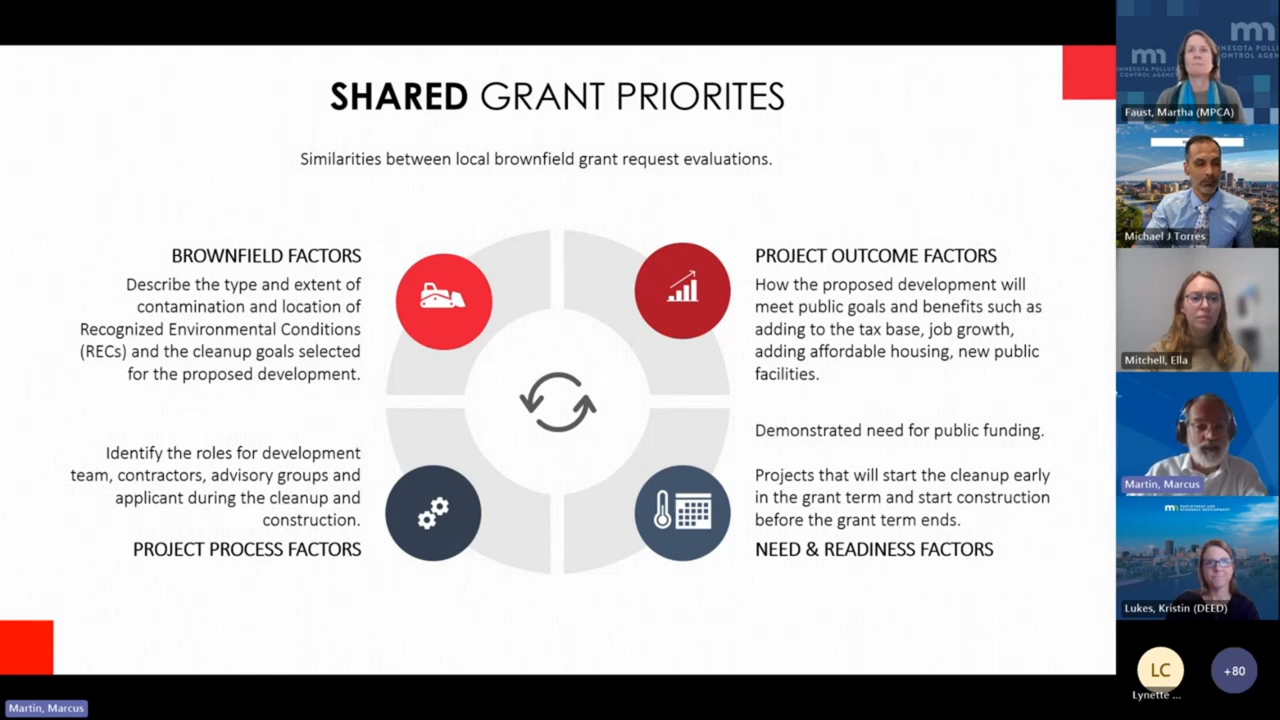 SHARED GRANT PRIORITES
Similarities between local brownfield grant request evaluations.
BROWNFIELD FACTORS
Describe the type and extent of
contamination and location of
Recognized Environmental Conditions
(RECs) and the cleanup goals selected
for the proposed development.
PROJECT OUTCOME FACTORS
How the proposed development will
meet public goals and benefits such as
adding to the tax base, job growth,
adding affordable housing, new public
facilities.
Identify the roles for development
team, contractors, advisory groups and
applicant during the cleanup and
construction.
PROJECT PROCESS FACTORS
Demonstrated need for public funding.
Projects that will start the cleanup early
in the grant term and start construction
before the grant term ends.
NEED & READINESS FACTORS
Faust, Martha (MPCA)
Michael J Torres
Mitchell, Ella
Martin, Marcus
Lukes, Kristin (DEED)
LC
Lynette ...
+80
Martin, Marcus